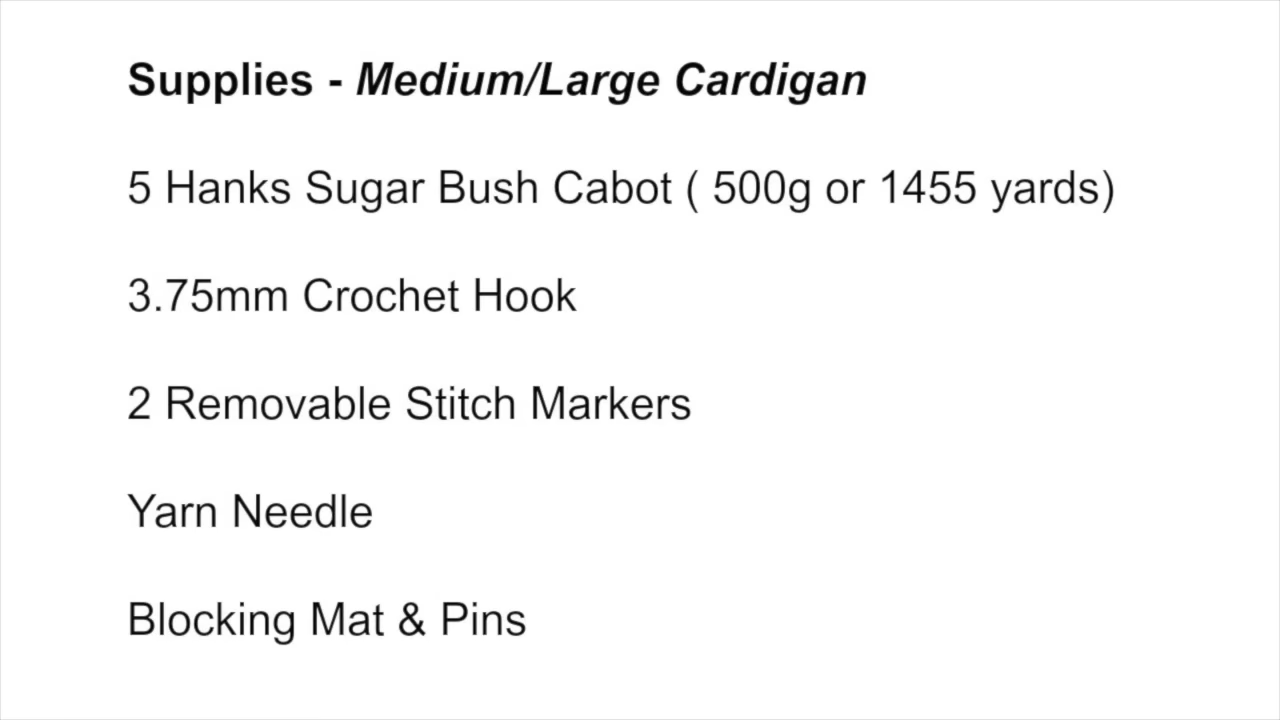 Supplies - Medium/Large Cardigan
5 Hanks Sugar Bush Cabot ( 500g or 1455 yards)
3.75mm Crochet Hook
2 Removable Stitch Markers
Yarn Needle
Blocking Mat & Pins